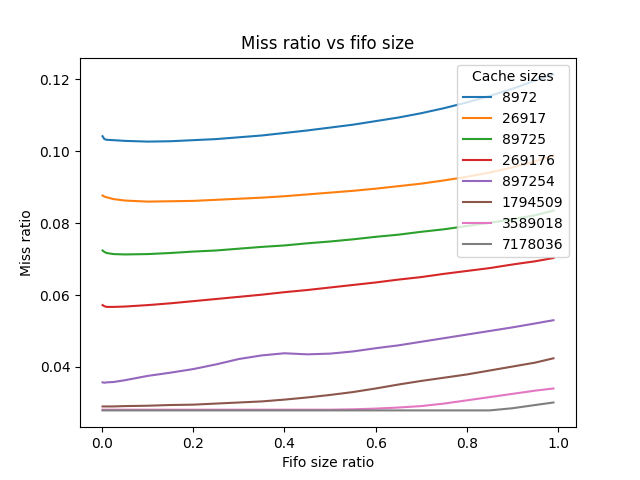 Miss ratio vs fifo size
Cache sizes
8972
26917
89725
269176
897254
1794509
3589018
7178036
0.12
0.10
0.08
0.06
0.04
Miss ratio
0.0 0.2 0.4 0.6 0.8 1.0
Fifo size ratio